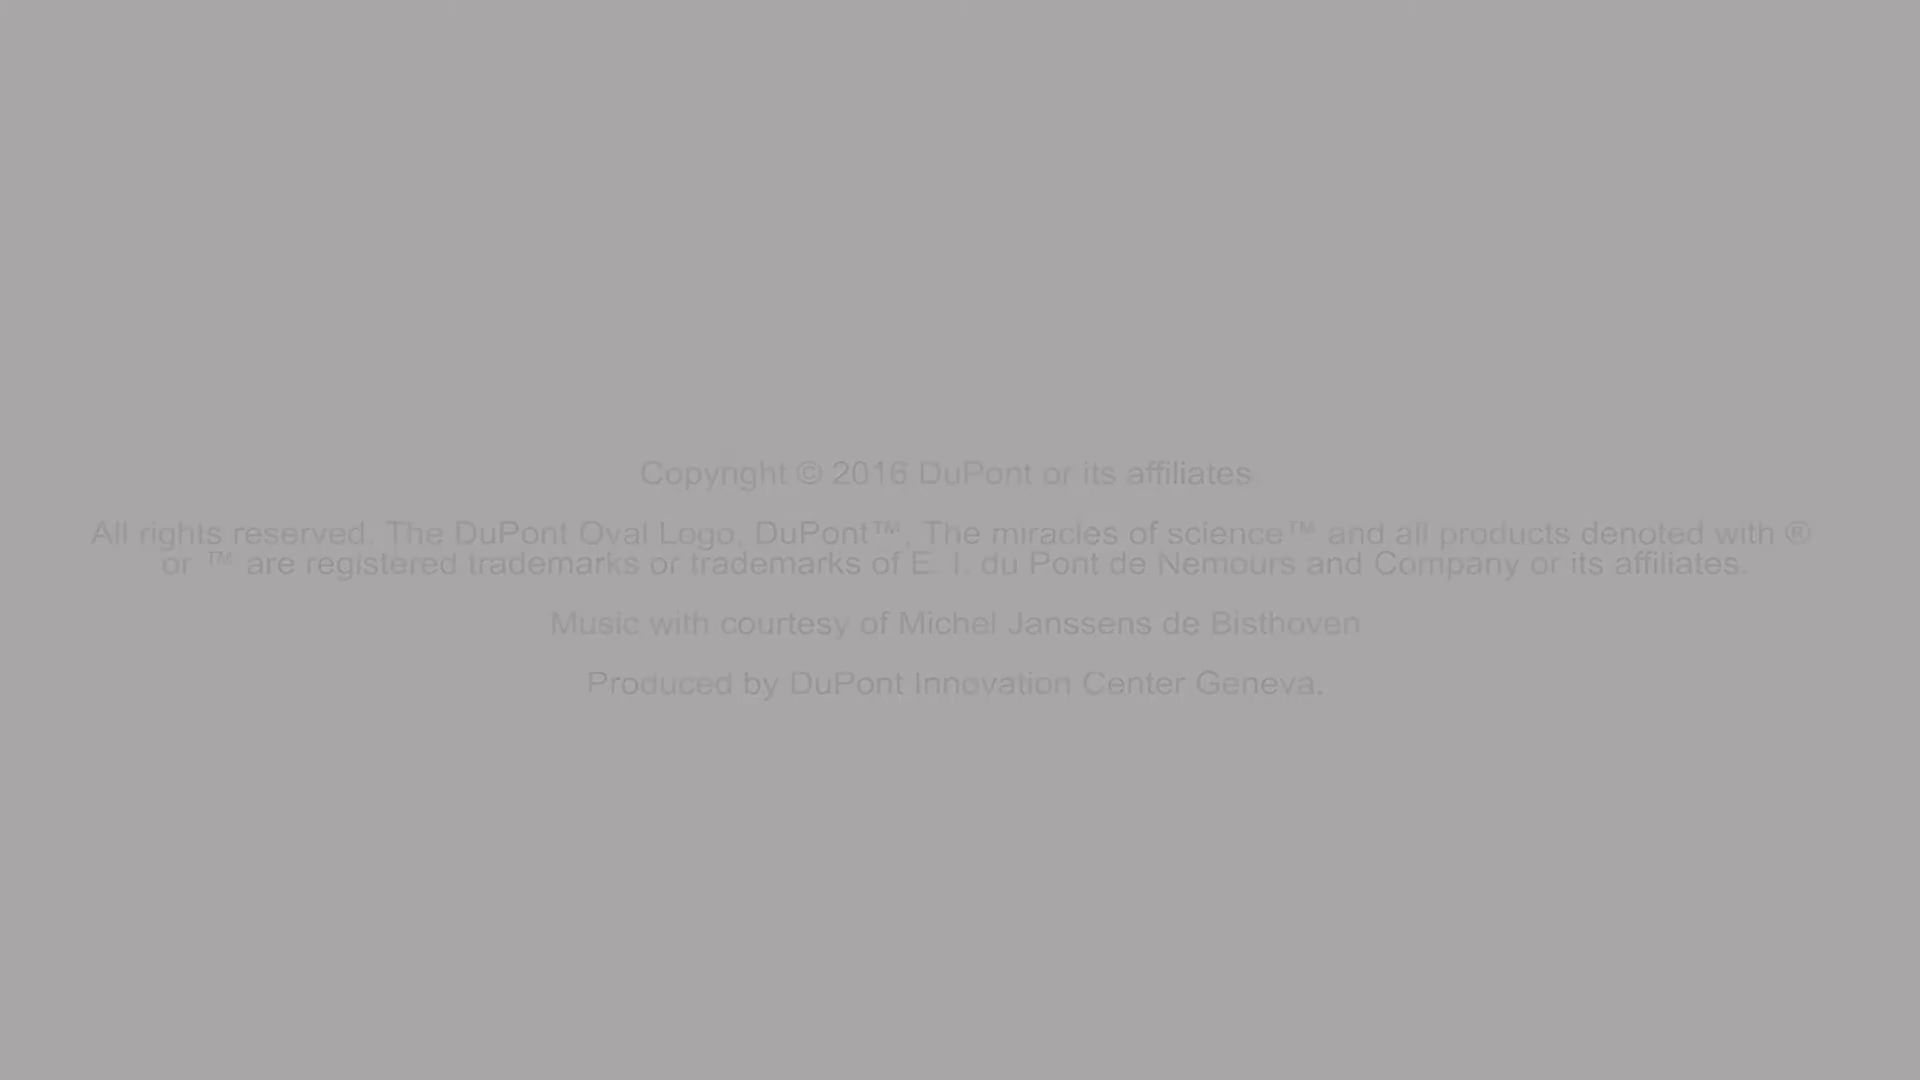 Copyright © 2016 DuPont or its affiliates.
All rights reserved. The DuPont Oval Logo, DuPont™, The miracles of science™ and all products denoted with ®
or ™ are registered trademarks or trademarks of E. I. du Pont de Nemours and Company or its affiliates.
Music with courtesy of Michel Janssens de Bisthoven
Produced by DuPont Innovation Center Geneva.